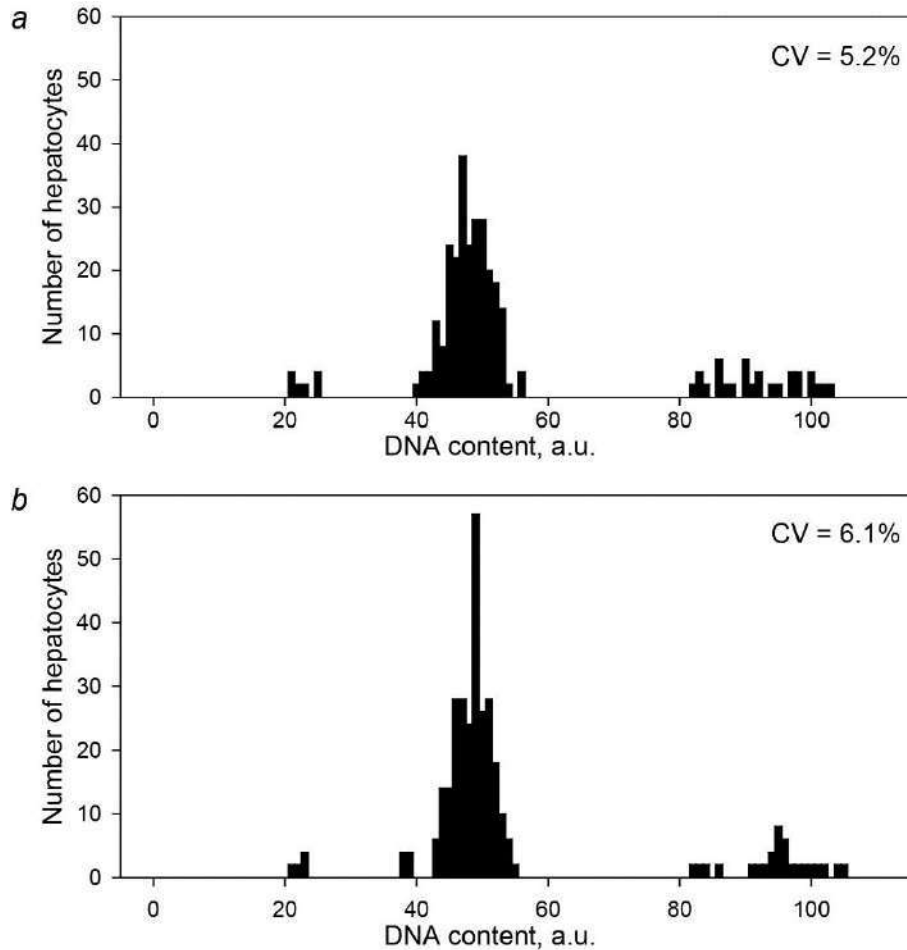 a
60
50
40
30
20
10
0
Number of hepatocytes
CV = 5.2%
0 20 40 60 80 100
DNA content, a.u.
b
60
50
40
30
20
10
0
Number of hepatocytes
CV = 6.1%
0 20 40 60 80 100
DNA content, a.u.